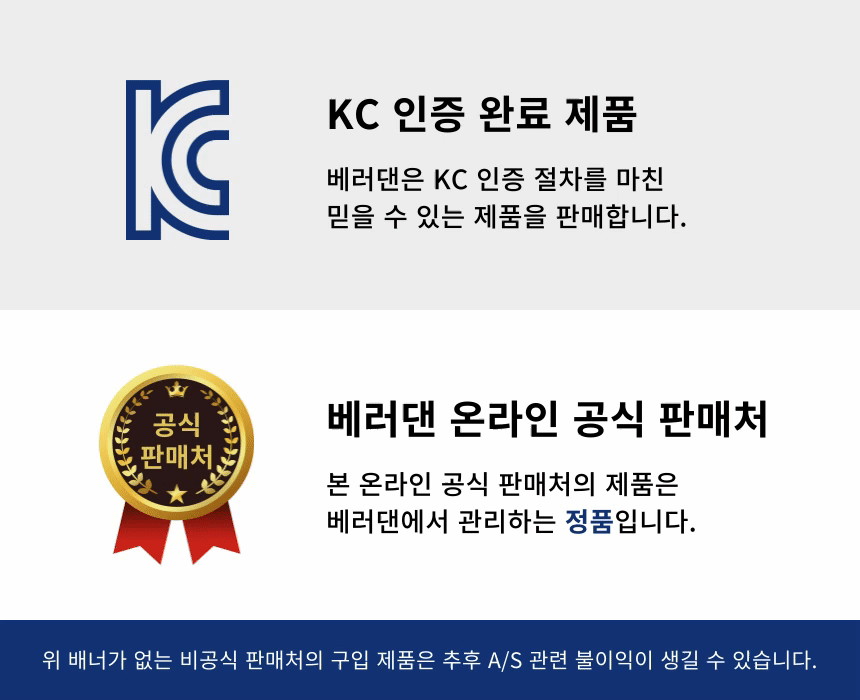 KC
KC 인증 완료 제품
베러댄은 KC 인증 절차를 마친
믿을 수 있는 제품을 판매합니다.
공식
판매처
베러댄 온라인 공식 판매처
본 온라인 공식 판매처의 제품은
베러댄에서 관리하는 정품입니다.
위 배너가 없는 비공식 판매처의 구입 제품은 추후 A/S 관련 불이익이 생길 수 있습니다.